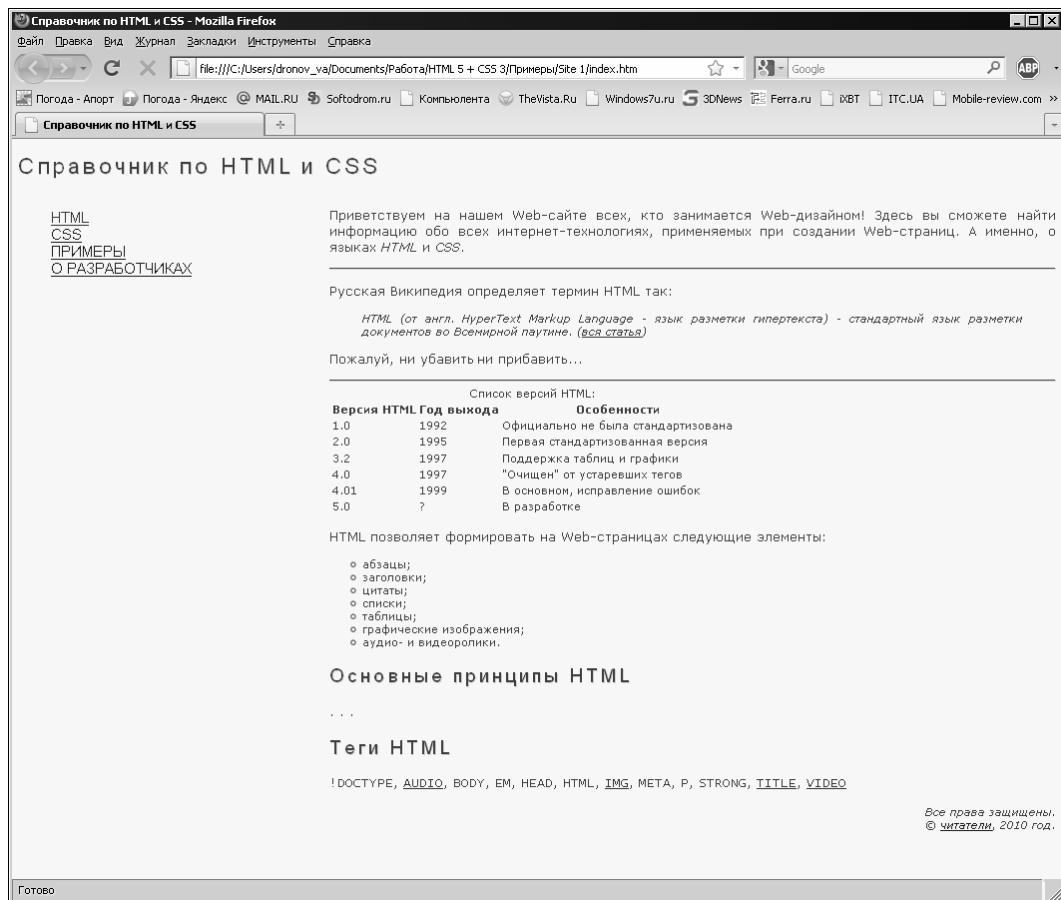 Справочник по HTML и CSS - Mozilla Firefox
Файл Правка Вид Журнал Закладки Инструменты Справка
file:///C:/Users/dronov_va/Documents/Работа/HTML 5 + CSS 3/Примеры/Site 1/index.htm Google ABP
Погода - Апорт Погода - Яндекс MAIL.RU Softodrom.ru Компьюлента TheVista.Ru Windows7u.ru 3DNews Ferra.ru iXBT ITC.UA Mobile-review.com »
Справочник по HTML и CSS
Справочник по HTML и CSS
HTML
CSS
ПРИМЕРЫ
О РАЗРАБОТЧИКАХ
Приветствуем на нашем Web-сайте всех, кто занимается Web-дизайном! Здесь вы сможете найти
информацию обо всех интернет-технологиях, применяемых при создании Web-страниц. А именно, о
языках HTML и CSS.
Русская Википедия определяет термин HTML так:
HTML (от англ. HyperText Markup Language - язык разметки гипертекста) - стандартный язык разметки
документов во Всемирной паутине. (вся статья)
Пожалуй, ни убавить ни прибавить...
Список версий HTML:
Версия HTML Год выхода Особенности
1.0 1992 Официально не была стандартизована
2.0 1995 Первая стандартизованная версия
3.2 1997 Поддержка таблиц и графики
4.0 1997 "Очищен" от устаревших тегов
4.01 1999 В основном, исправление ошибок
5.0 ? В разработке
HTML позволяет формировать на Web-страницах следующие элементы:
абзацы;
заголовки;
цитаты;
списки;
таблицы;
графические изображения;
аудио- и видеоролики.
Основные принципы HTML
. . .
Теги HTML
!DOCTYPE, AUDIO, BODY, EM, HEAD, HTML, IMG, META, P, STRONG, TITLE, VIDEO
Все права защищены.
© читатели, 2010 год.
Готово